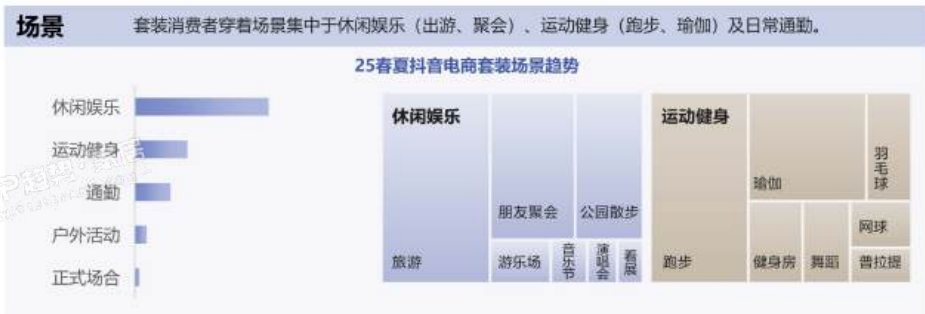 场景
套装消费者穿着场景集中于休闲娱乐（出游、聚会）、运动健身（跑步、瑜伽）及日常通勤。
25春夏抖音电商套装场景趋势
休闲娱乐
运动健身
通勤
户外活动
正式场合
休闲娱乐
旅游
朋友聚会
公园散步
游乐场
音乐节
演唱会
看展
运动健身
跑步
瑜伽
羽毛球
健身房
舞蹈
网球
普拉提